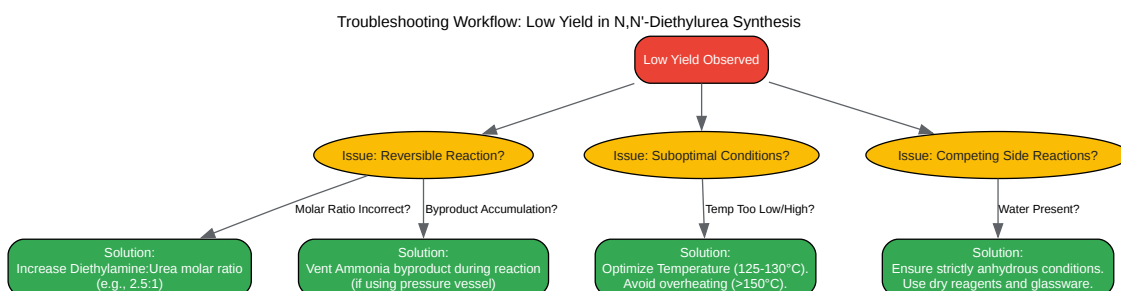 Troubleshooting Workflow: Low Yield in N,N'-Diethylurea Synthesis
Low Yield Observed
Issue: Reversible Reaction?
Issue: Suboptimal Conditions?
Issue: Competing Side Reactions?
Molar Ratio Incorrect?
Byproduct Accumulation?
Temp Too Low/High?
Water Present?
Solution:
Increase Diethylamine:Urea molar ratio
(e.g., 2.5:1)
Solution:
Vent Ammonia byproduct during reaction
(if using pressure vessel)
Solution:
Optimize Temperature (125-130°C).
Avoid overheating (>150°C).
Solution:
Ensure strictly anhydrous conditions.
Use dry reagents and glassware.